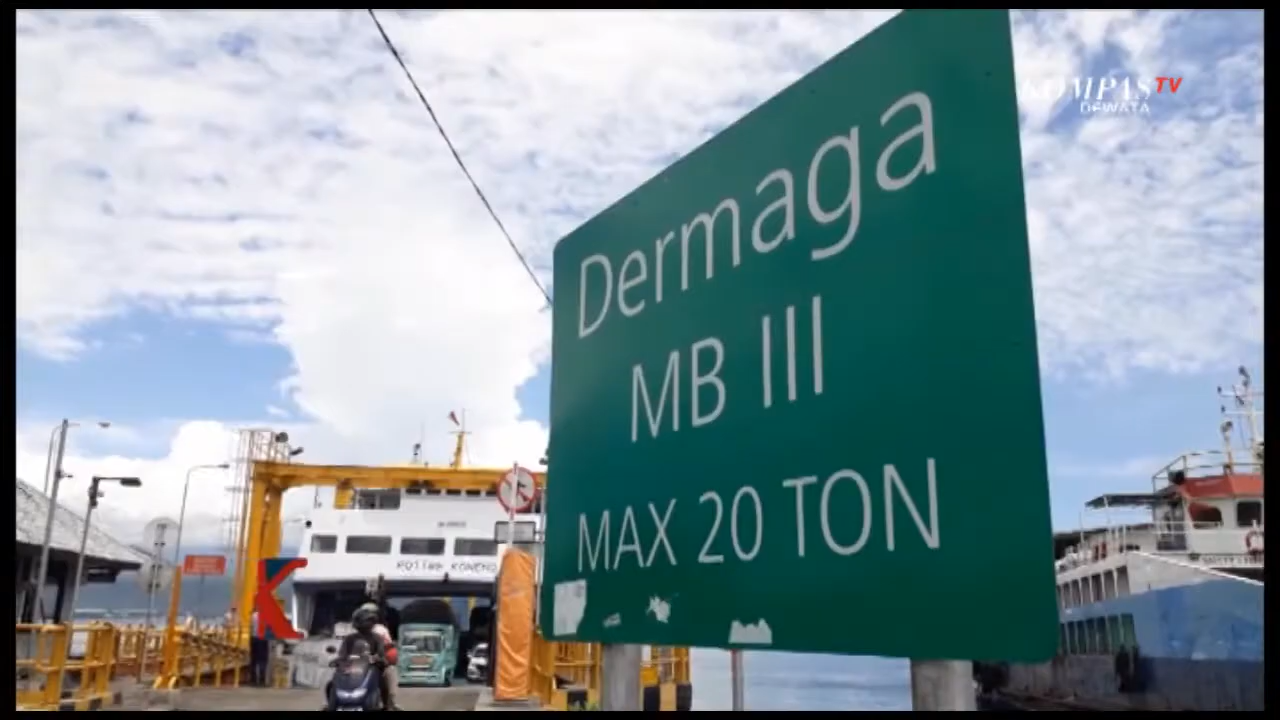 KOMPAS TV
DEWATA
Dermaga
MB III
MAX 20 TON
K